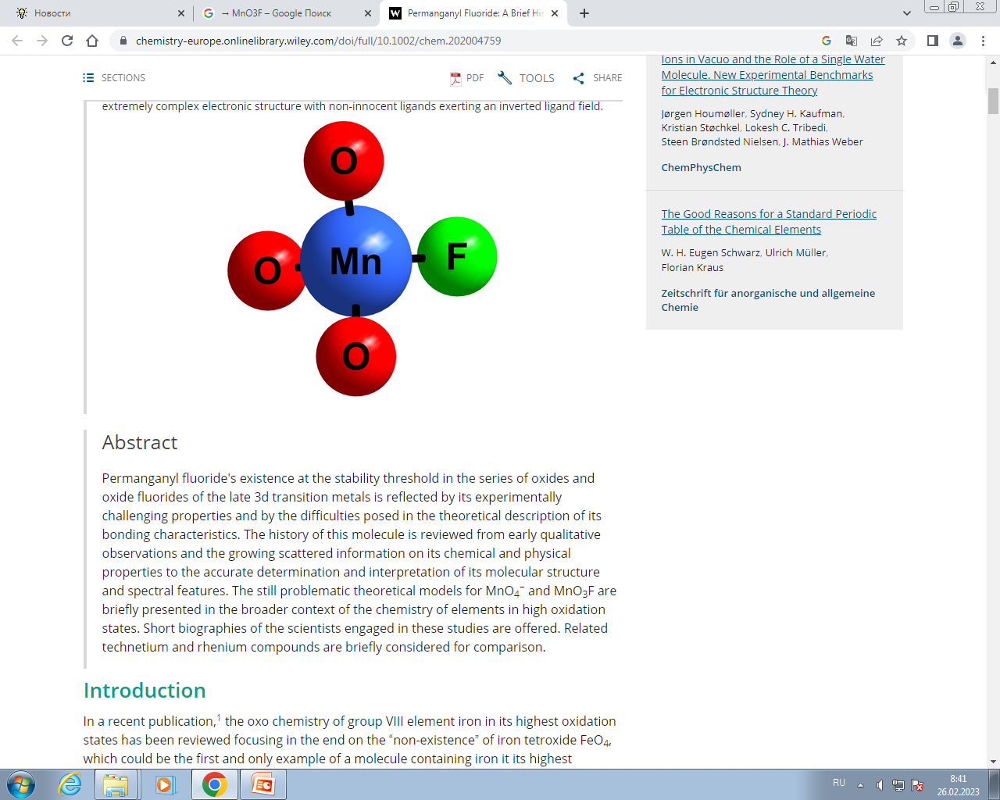 Новости
→ MnO3F – Google Поиск
W
Permanganyl Fluoride: A Brief His
chemistry-europe.onlinelibrary.wiley.com/doi/full/10.1002/chem.202004759
SECTIONS
PDF
TOOLS
SHARE
extremely complex electronic structure with non-innocent ligands exerting an inverted ligand field.
O
O
Mn
F
O
Abstract
Permanganyl fluoride's existence at the stability threshold in the series of oxides and
oxide fluorides of the late 3d transition metals is reflected by its experimentally
challenging properties and by the difficulties posed in the theoretical description of its
bonding characteristics. The history of this molecule is reviewed from early qualitative
observations and the growing scattered information on its chemical and physical
properties to the accurate determination and interpretation of its molecular structure
and spectral features. The still problematic theoretical models for MnO₄⁻ and MnO₃F are
briefly presented in the broader context of the chemistry of elements in high oxidation
states. Short biographies of the scientists engaged in these studies are offered. Related
technetium and rhenium compounds are briefly considered for comparison.
Introduction
In a recent publication,¹ the oxo chemistry of group VIII element iron in its highest oxidation
states has been reviewed focusing in the end on the “non-existence” of iron tetroxide FeO₄,
which could be the first and only example of a molecule containing iron it its highest
Ions in Vacuo and the Role of a Single Water
Molecule. New Experimental Benchmarks
for Electronic Structure Theory
Jørgen Houmøller, Sydney H. Kaufman,
Kristian Støchkel, Lokesh C. Tribedi,
Steen Brøndsted Nielsen, J. Mathias Weber
ChemPhysChem
The Good Reasons for a Standard Periodic
Table of the Chemical Elements
W. H. Eugen Schwarz, Ulrich Müller,
Florian Kraus
Zeitschrift für anorganische und allgemeine
Chemie
RU
8:41
26.02.2023